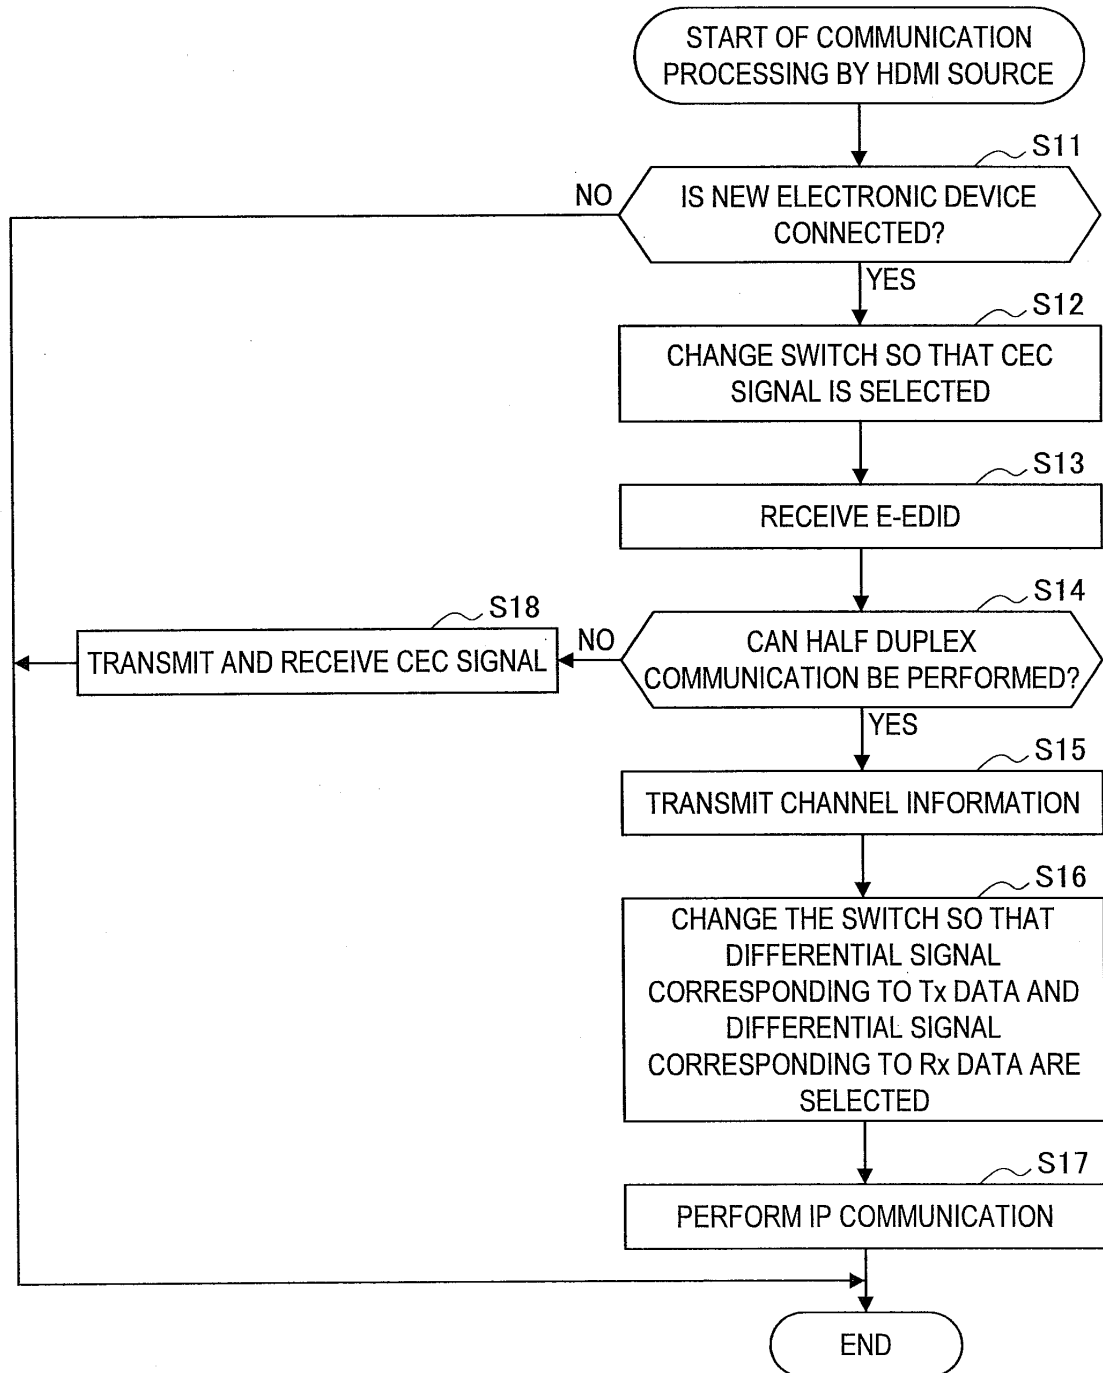 START OF COMMUNICATION
PROCESSING BY HDMI SOURCE
S11
NO
IS NEW ELECTRONIC DEVICE
CONNECTED?
YES
S12
CHANGE SWITCH SO THAT CEC
SIGNAL IS SELECTED
S13
RECEIVE E-EDID
S14
CAN HALF DUPLEX
COMMUNICATION BE PERFORMED?
NO
S18
TRANSMIT AND RECEIVE CEC SIGNAL
YES
S15
TRANSMIT CHANNEL INFORMATION
S16
CHANGE THE SWITCH SO THAT
DIFFERENTIAL SIGNAL
CORRESPONDING TO Tx DATA AND
DIFFERENTIAL SIGNAL
CORRESPONDING TO Rx DATA ARE
SELECTED
S17
PERFORM IP COMMUNICATION
END